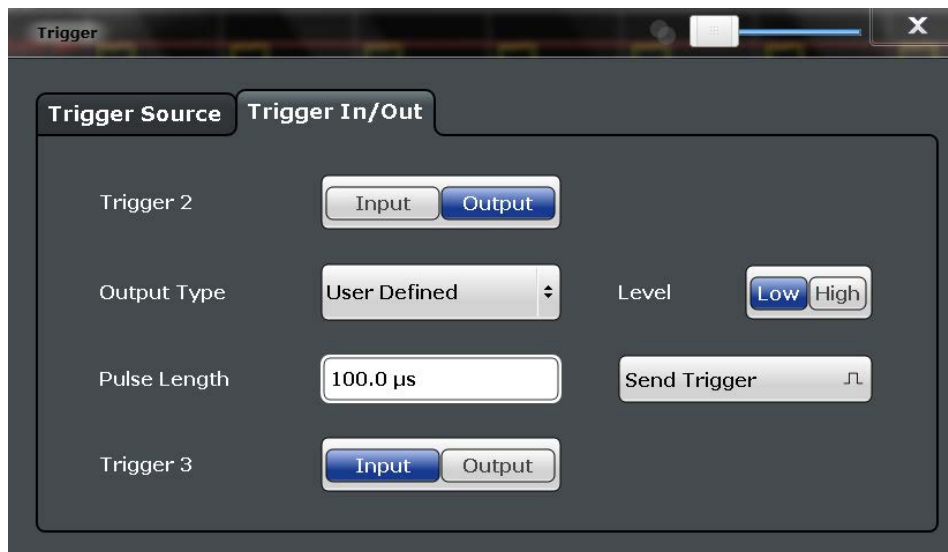 Trigger
X
Trigger Source
Trigger In/Out
Trigger 2
Input
Output
Output Type
User Defined
Level
Low
High
Pulse Length
100.0 µs
Send Trigger
Trigger 3
Input
Output